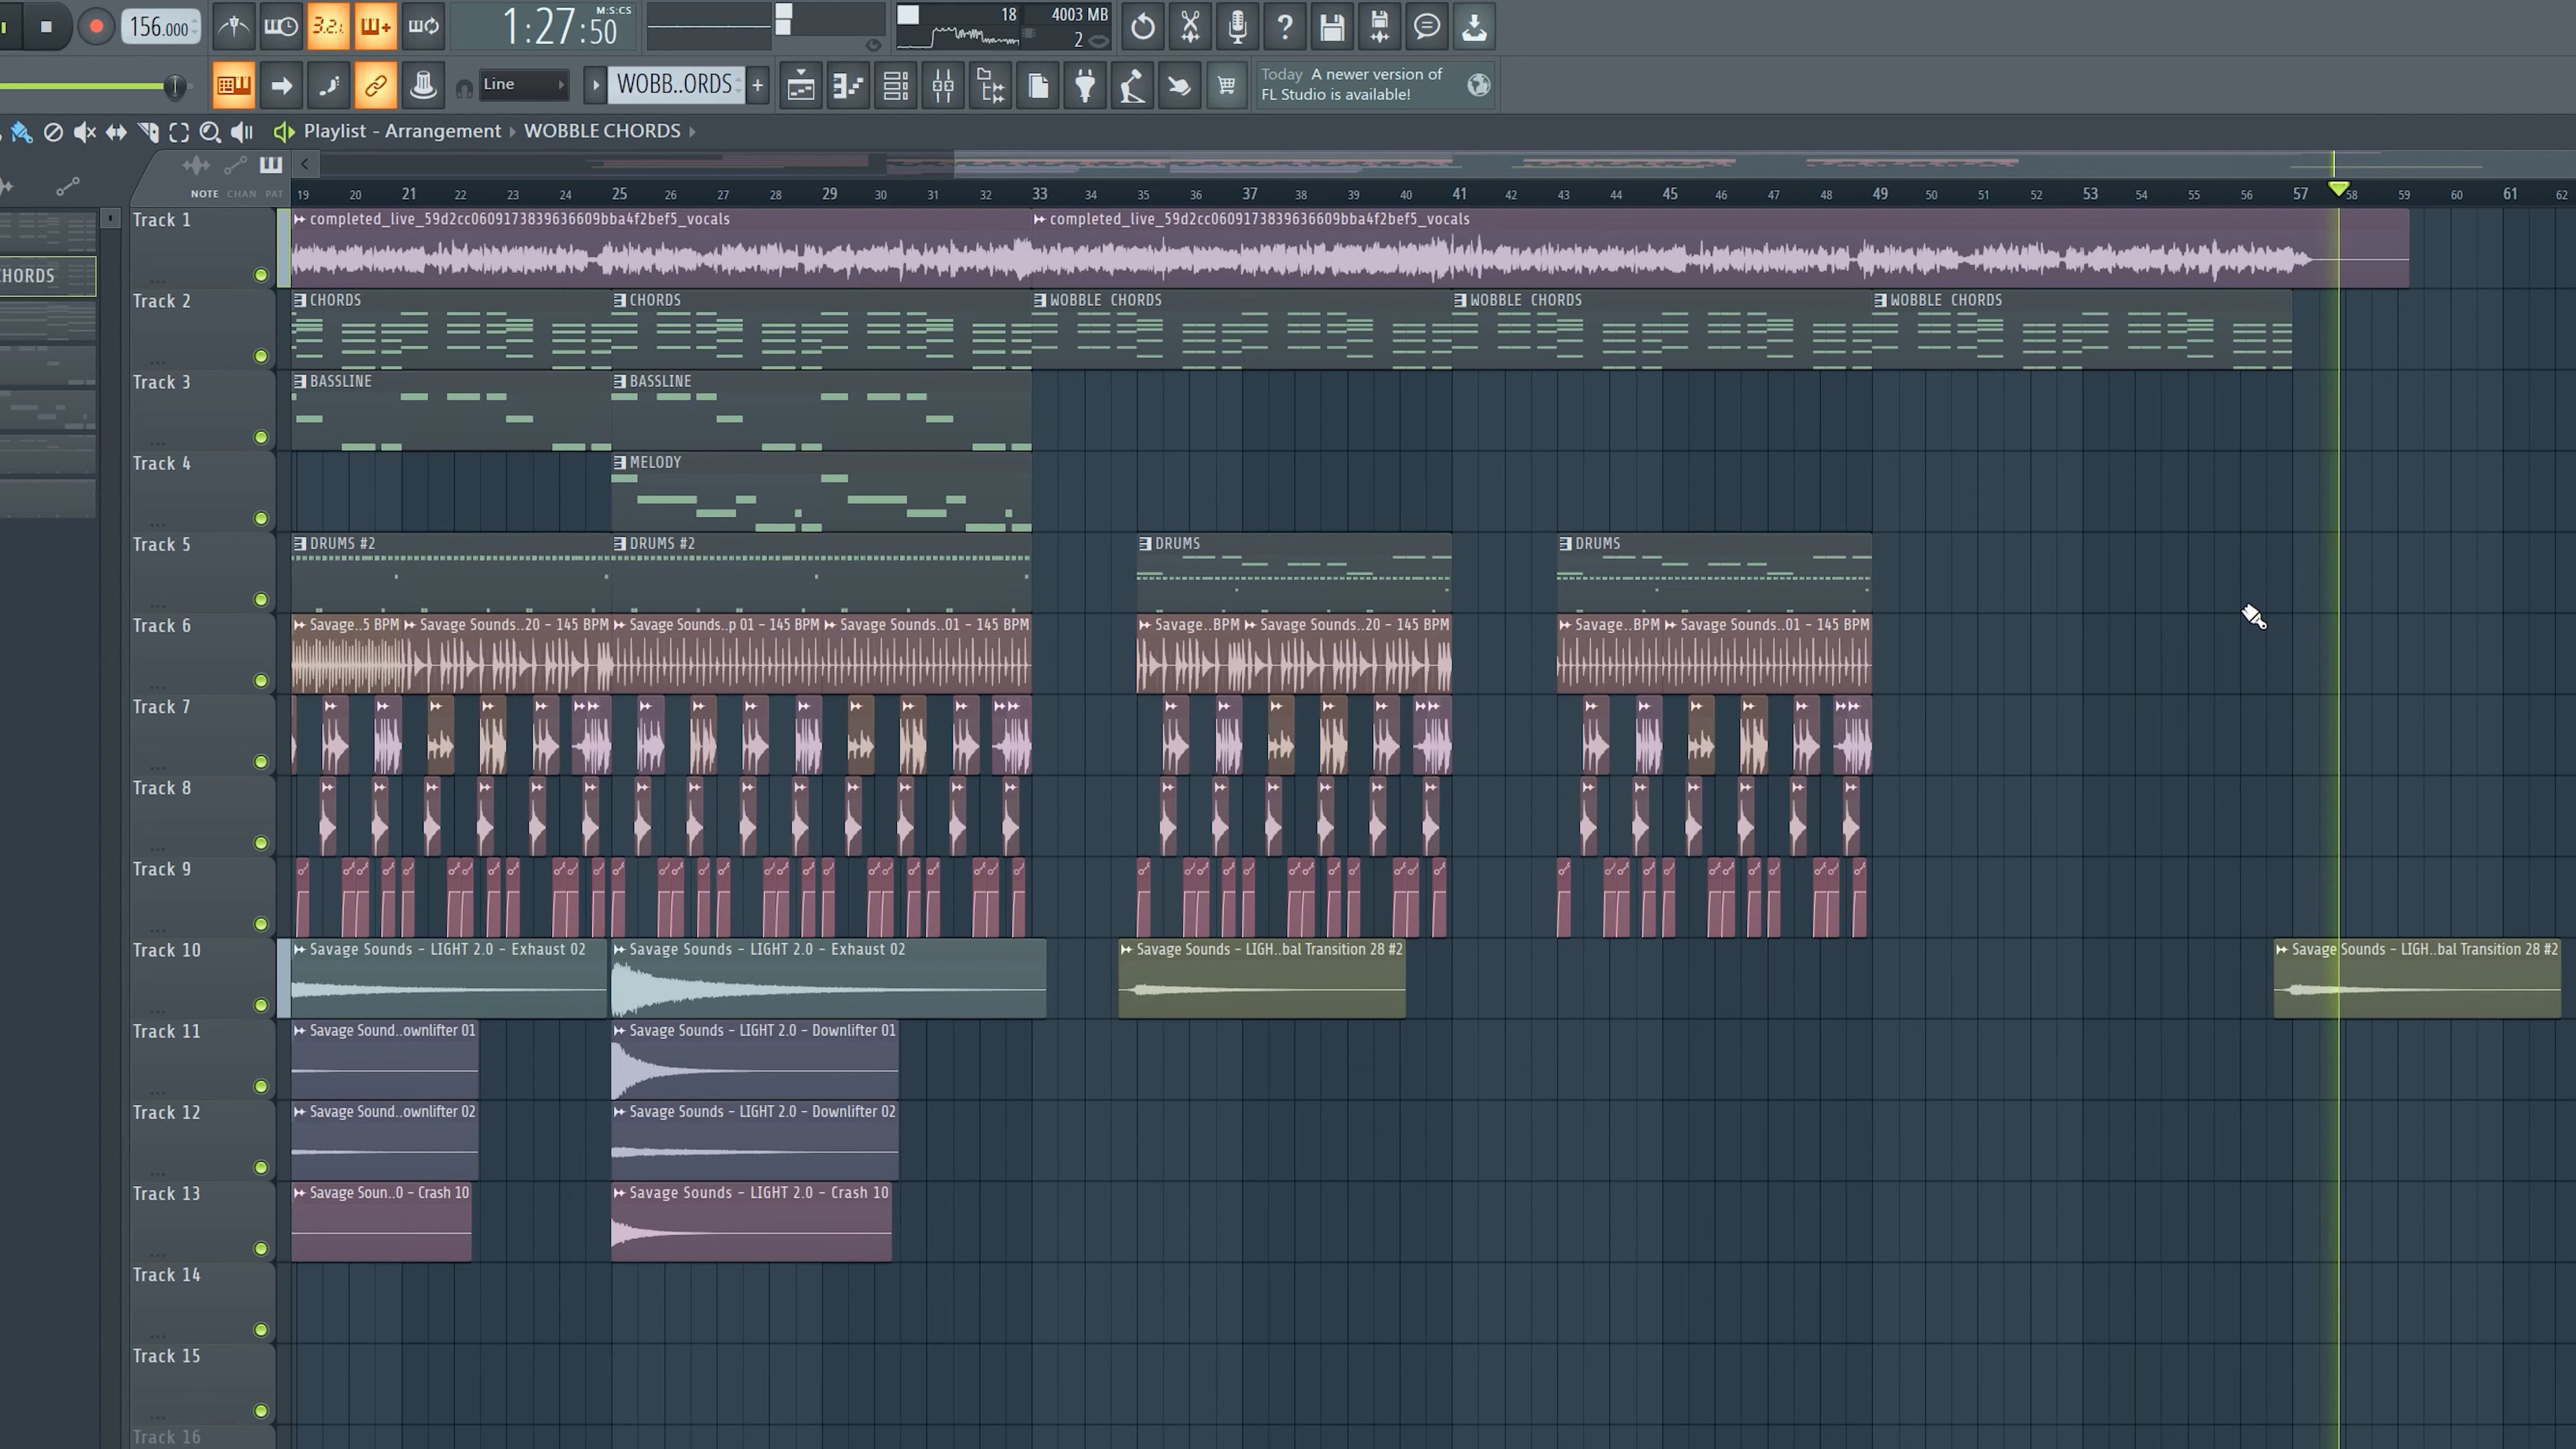 156.000
3.2.
M:S:CS
1:27:50
18
4003 MB
2
Line
WOBB..ORDS
+
Today A newer version of
FL Studio is available!
Playlist - Arrangement WOBBLE CHORDS
NOTE CHAN PAT
19 20 21 22 23 24 25 26 27 28 29 30 31 32 33 34 35 36 37 38 39 40 41 42 43 44 45 46 47 48 49 50 51 52 53 54 55 56 57 58 59 60 61 62
Track 1
completed_live_59d2cc0609173839636609bba4f2bef5_vocals completed_live_59d2cc0609173839636609bba4f2bef5_vocals
HORDS
Track 2
CHORDS CHORDS WOBBLE CHORDS WOBBLE CHORDS WOBBLE CHORDS
Track 3
BASSLINE BASSLINE
Track 4
MELODY
Track 5
DRUMS #2 DRUMS #2 DRUMS DRUMS
Track 6
Savage..5 BPM Savage Sounds..20 - 145 BPM Savage Sounds..p 01 - 145 BPM Savage Sounds..01 - 145 BPM Savage..BPM Savage Sounds..20 - 145 BPM Savage..BPM Savage Sounds..01 - 145 BPM
Track 7
Track 8
Track 9
Track 10
Savage Sounds - LIGHT 2.0 - Exhaust 02 Savage Sounds - LIGHT 2.0 - Exhaust 02 Savage Sounds - LIGH..bal Transition 28 #2 Savage Sounds - LIGH..bal Transition 28 #2
Track 11
Savage Sound..ownlifter 01 Savage Sounds - LIGHT 2.0 - Downlifter 01
Track 12
Savage Sound..ownlifter 02 Savage Sounds - LIGHT 2.0 - Downlifter 02
Track 13
Savage Soun..0 - Crash 10 Savage Sounds - LIGHT 2.0 - Crash 10
Track 14
Track 15
Track 16